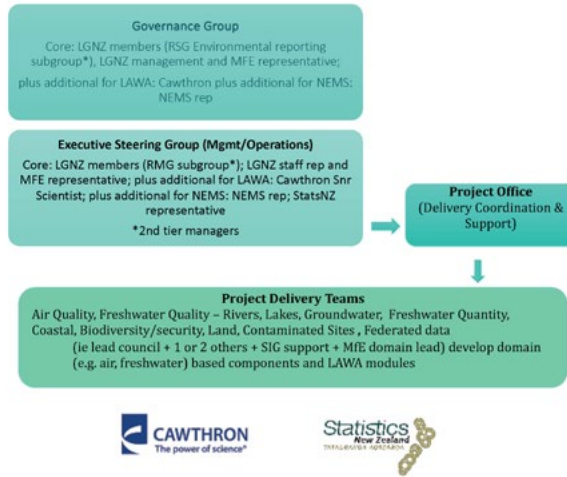 Governance Group
Core: LGNZ members (RSG Environmental reporting
subgroup*), LGNZ management and MFE representative;
plus additional for LAWA: Cawthron plus additional for NEMS:
NEMS rep
Executive Steering Group (Mgmt/Operations)
Core: LGNZ members (RMG subgroup*); LGNZ staff rep and
MFE representative; plus additional for LAWA: Cawthron Snr
Scientist; plus additional for NEMS: NEMS rep; StatsNZ
representative
*2nd tier managers
Project Office
(Delivery Coordination &
Support)
Project Delivery Teams
Air Quality, Freshwater Quality – Rivers, Lakes, Groundwater, Freshwater Quantity,
Coastal, Biodiversity/security, Land, Contaminated Sites , Federated data
(ie lead council + 1 or 2 others + SIG support + MfE domain lead) develop domain
(e.g. air, freshwater) based components and LAWA modules
CAWTHRON
The power of science®
Statistics
New Zealand